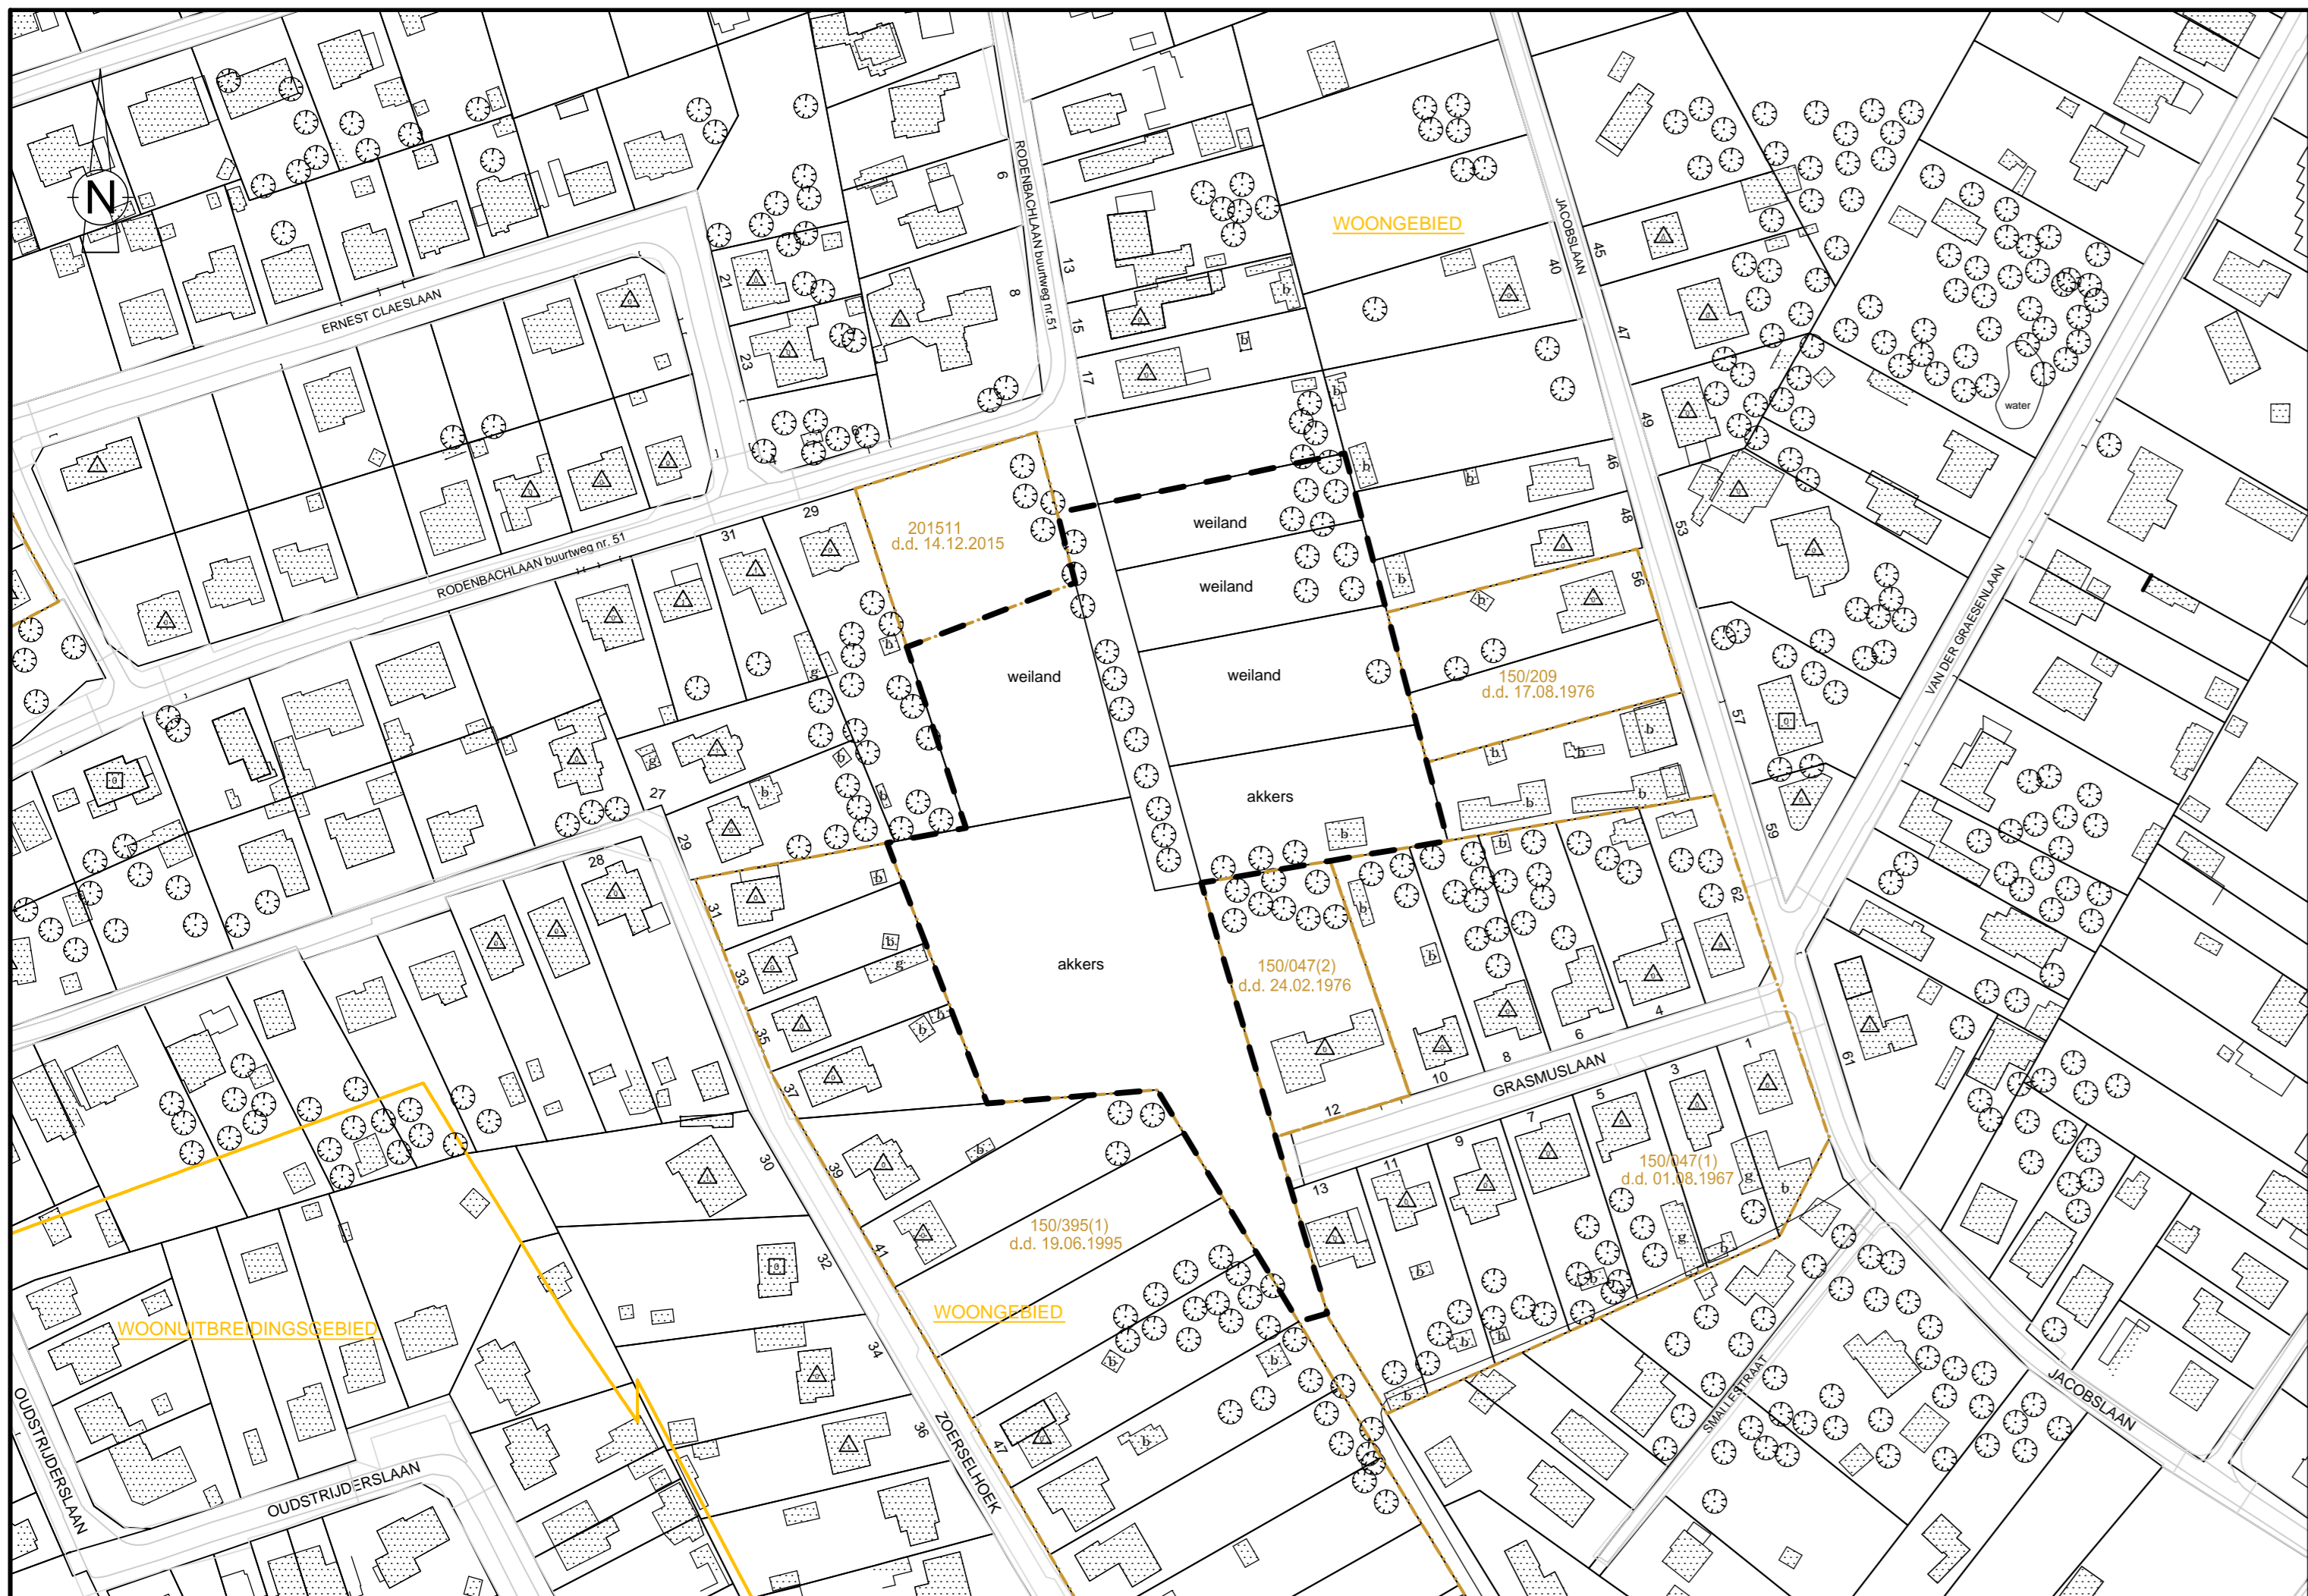 N
ERNEST CLAESLAAN
RODENBACHLAAN buurtweg nr.51
JACOBSLAAN
WOONGEBIED
6
13
8
15
17
21
23
4
6
40
45
47
49
46
48
53
56
57
59
62
61
water
VAN DER GRAESENLAAN
RODENBACHLAAN buurtweg nr. 51
31
29
201511
d.d. 14.12.2015
weiland
weiland
weiland
weiland
akkers
akkers
150/209
d.d. 17.08.1976
27
29
28
31
33
35
37
39
41
47
30
32
34
36
150/047(2)
d.d. 24.02.1976
12
10
8
6
4
GRASMUSLAAN
13
11
9
7
5
3
1
150/047(1)
d.d. 01.08.1967
150/395(1)
d.d. 19.06.1995
WOONGEBIED
WOONUITBREIDINGSGEBIED
OUDSTRIJDERSLAAN
OUDSTRIJDERSLAAN
ZOERSELHOEK
SMALLESTRAAT
JACOBSLAAN